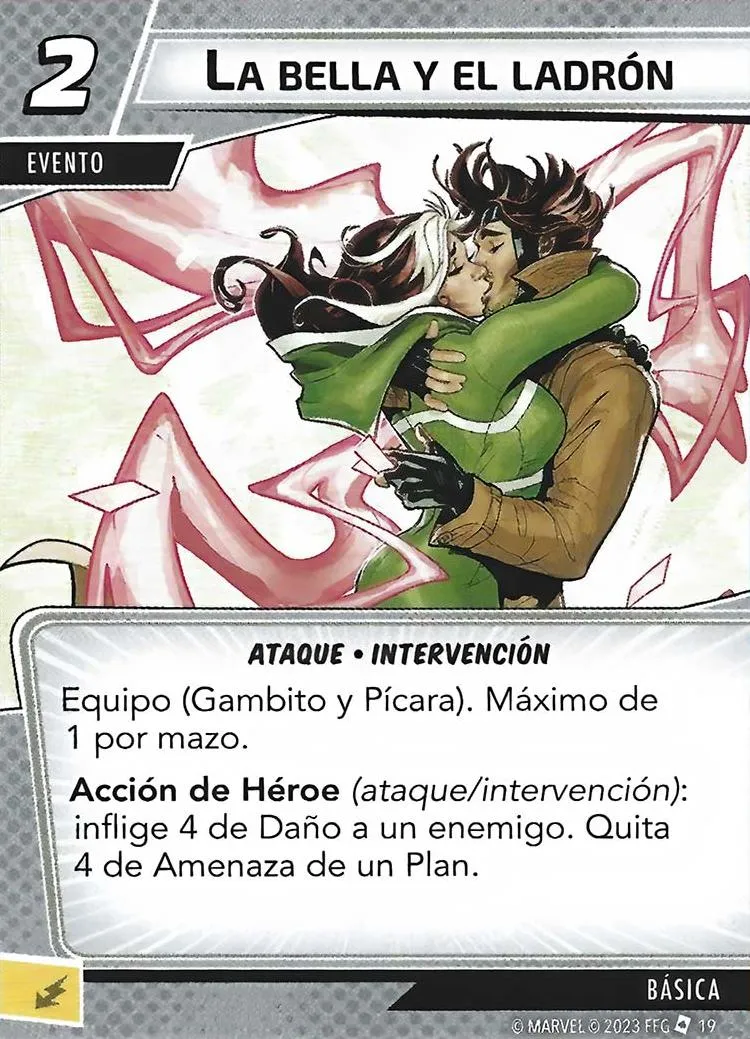 2
LA BELLA Y EL LADRÓN
EVENTO
ATAQUE • INTERVENCIÓN
Equipo (Gambito y Pícara). Máximo de
1 por mazo.
Acción de Héroe (ataque/intervención):
inflige 4 de Daño a un enemigo. Quita
4 de Amenaza de un Plan.
BÁSICA
© MARVEL © 2023 FFG 19